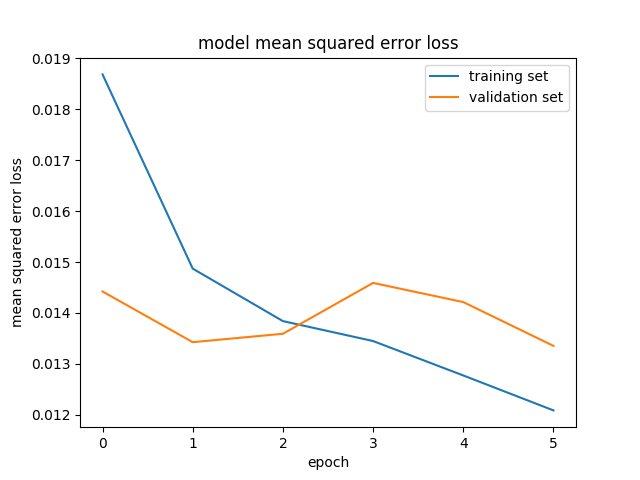 model mean squared error loss
0.019
0.018
0.017
0.016
0.015
0.014
0.013
0.012
mean squared error loss
training set
validation set
0 1 2 3 4 5
epoch